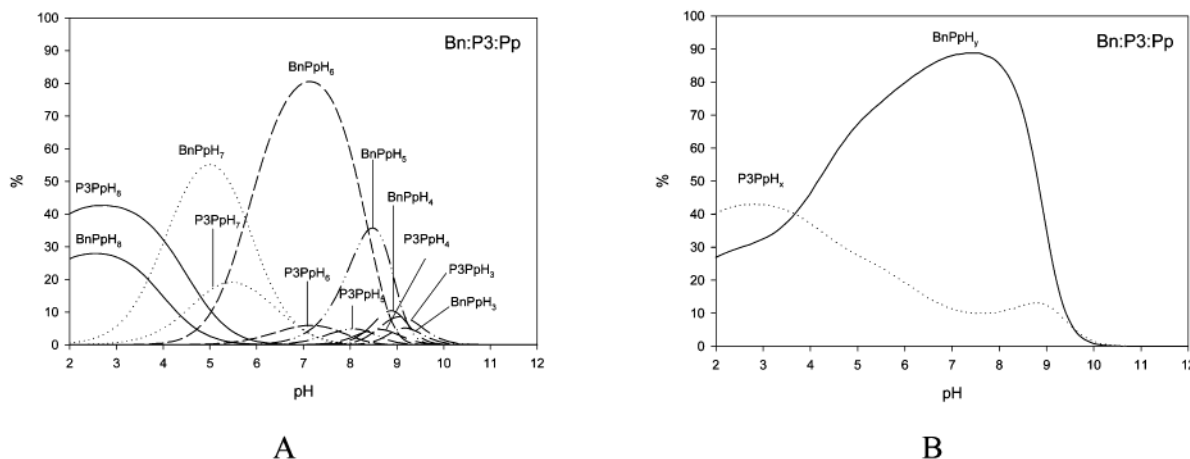 100
90
80
70
60
50
40
30
20
10
0
%
2 3 4 5 6 7 8 9 10 11 12
pH
Bn:P3:Pp
BnPpH₆
BnPpH₇
P3PpH₈
BnPpH₈
P3PpH₇
BnPpH₅
BnPpH₄
P3PpH₄
P3PpH₆
P3PpH₅
P3PpH₃
BnPpH₃
A
100
90
80
70
60
50
40
30
20
10
0
%
2 3 4 5 6 7 8 9 10 11 12
pH
Bn:P3:Pp
BnPpHᵧ
P3PpHₓ
B